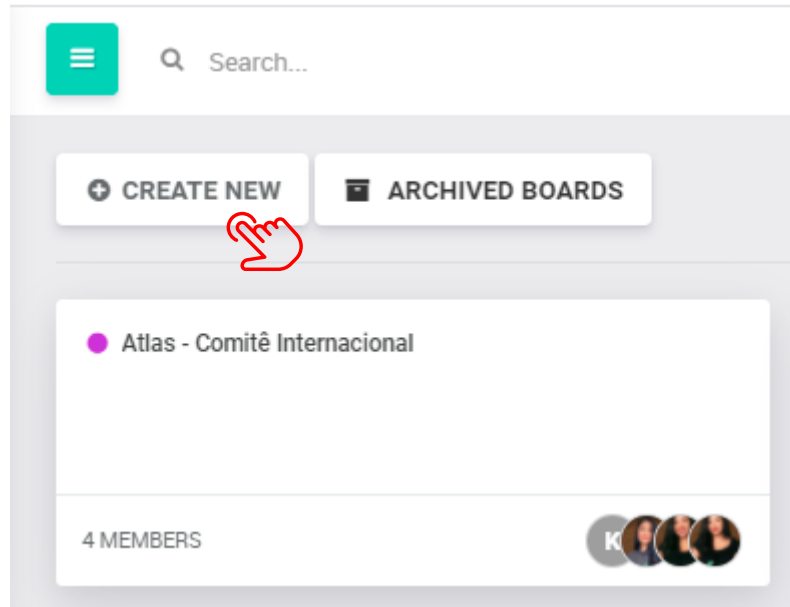 Search...
CREATE NEW
ARCHIVED BOARDS
Atlas - Comitê Internacional
4 MEMBERS
K